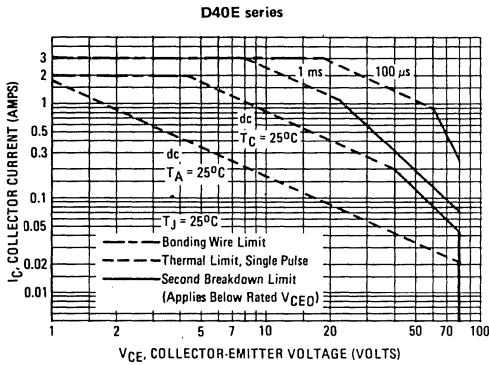 D40E series
I_C, COLLECTOR CURRENT (AMPS)
3
2
1
0.5
0.3
0.1
0.05
0.02
0.01
1 ms
100 μs
dc
T_C = 25°C
dc
T_A = 25°C
T_J = 25°C
Bonding Wire Limit
Thermal Limit, Single Pulse
Second Breakdown Limit
(Applies Below Rated V_CEO)
1 2 5 7 10 20 50 70 100
V_CE, COLLECTOR-EMITTER VOLTAGE (VOLTS)